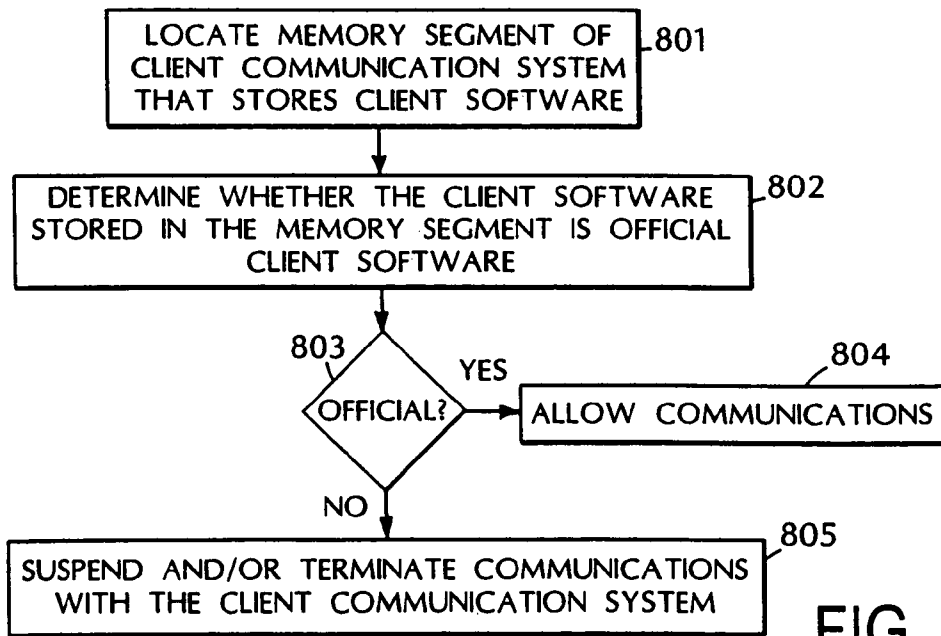 LOCATE MEMORY SEGMENT OF
CLIENT COMMUNICATION SYSTEM
THAT STORES CLIENT SOFTWARE
801
DETERMINE WHETHER THE CLIENT SOFTWARE
STORED IN THE MEMORY SEGMENT IS OFFICIAL
CLIENT SOFTWARE
802
803
OFFICIAL?
YES
804
ALLOW COMMUNICATIONS
NO
805
SUSPEND AND/OR TERMINATE COMMUNICATIONS
WITH THE CLIENT COMMUNICATION SYSTEM
FIG